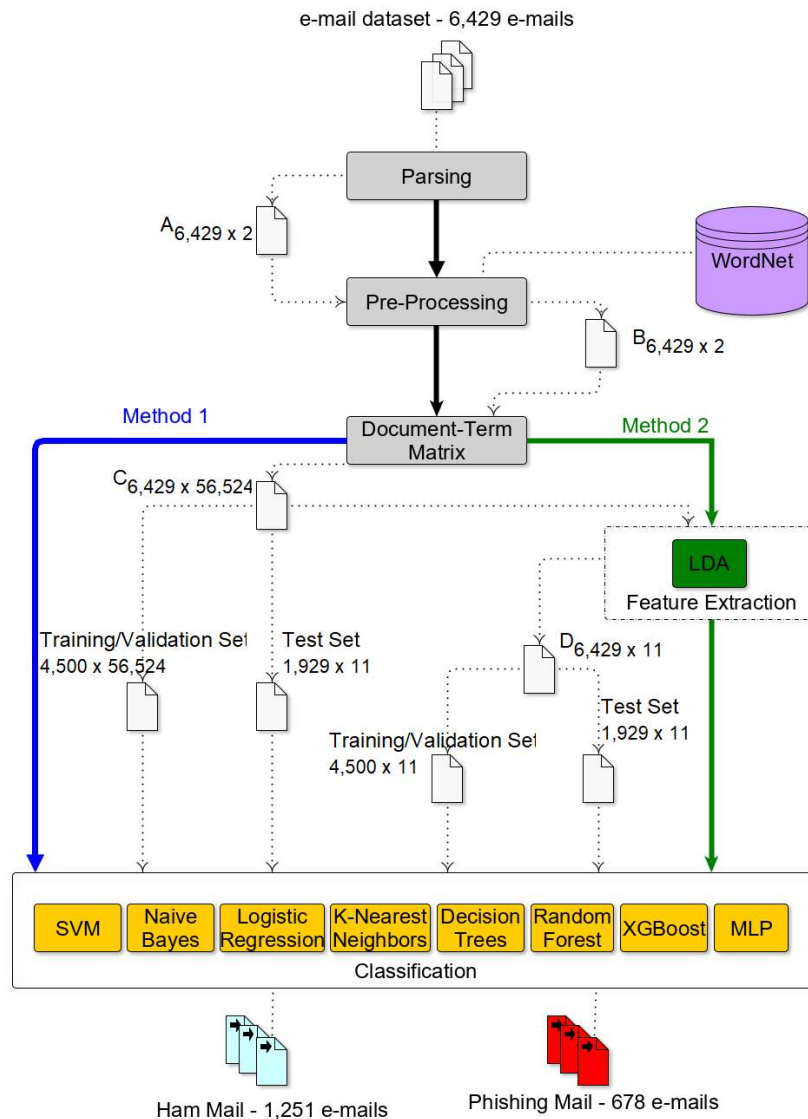 e-mail dataset - 6,429 e-mails
Parsing
A6,429 x 2
WordNet
Pre-Processing
B6,429 x 2
Method 1
Document-Term
Matrix
Method 2
C6,429 x 56,524
LDA
Feature Extraction
Training/Validation Set
4,500 x 56,524
Test Set
1,929 x 11
D6,429 x 11
Training/Validation Set
4,500 x 11
Test Set
1,929 x 11
SVM
Naive
Bayes
Logistic
Regression
K-Nearest
Neighbors
Decision
Trees
Random
Forest
XGBoost
MLP
Classification
Ham Mail - 1,251 e-mails
Phishing Mail - 678 e-mails